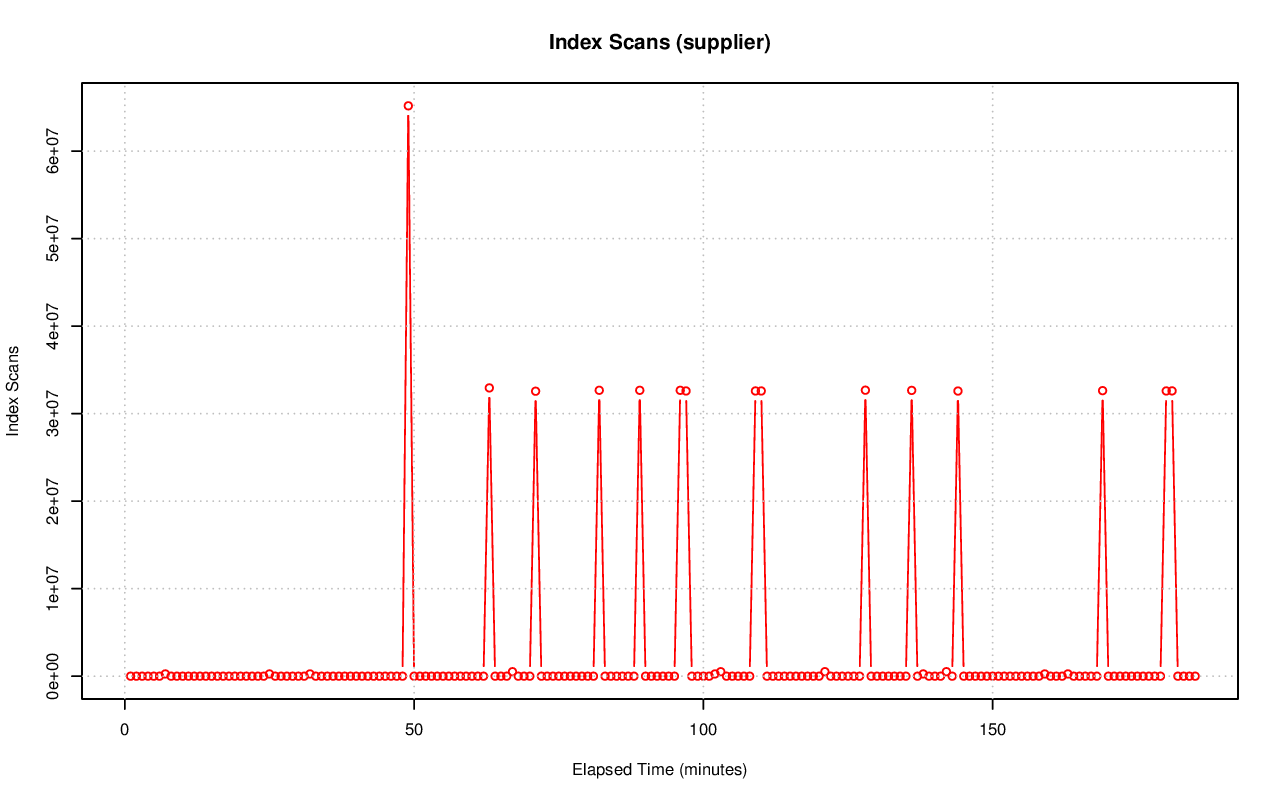 Index Scans (supplier)
Index Scans
6e+07
5e+07
4e+07
3e+07
2e+07
1e+07
0e+00
0
50
100
150
Elapsed Time (minutes)